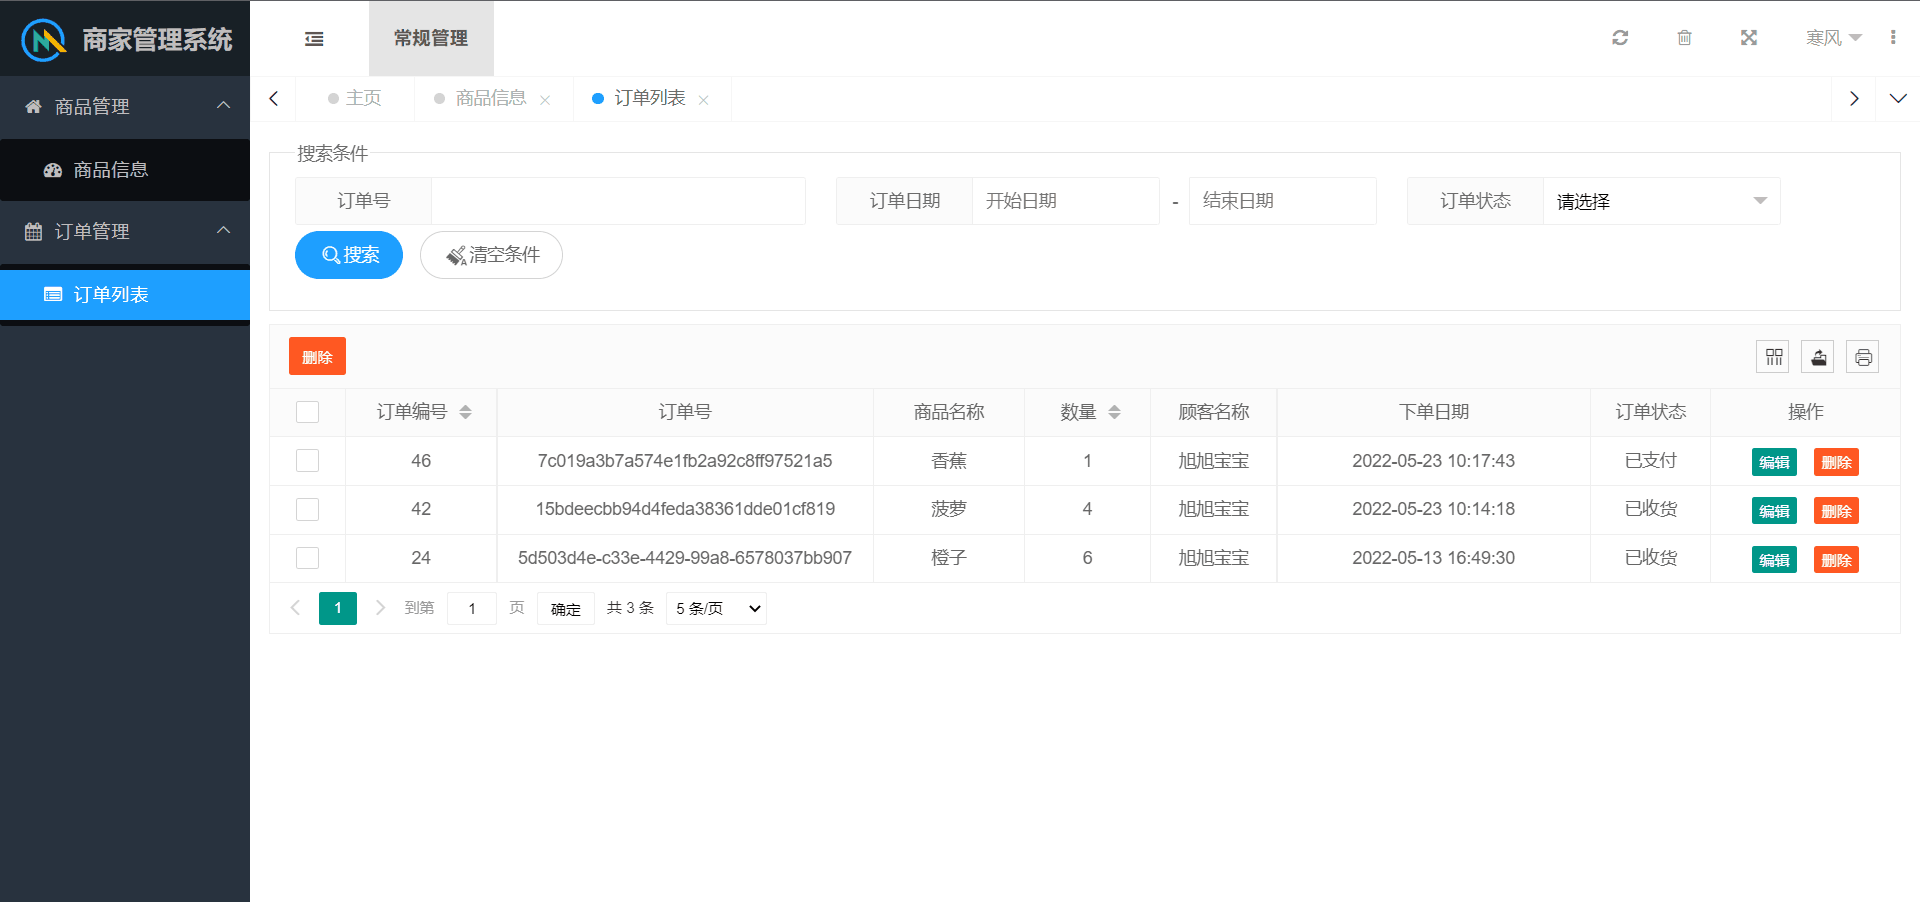 商家管理系统
常规管理
寒风
商品管理
商品信息
订单管理
订单列表
主页
商品信息
订单列表
搜索条件
订单号
订单日期 开始日期 - 结束日期
订单状态 请选择
搜索 清空条件
删除
订单编号 订单号 商品名称 数量 顾客名称 下单日期 订单状态 操作
46 7c019a3b7a574e1fb2a92c8ff97521a5 香蕉 1 旭旭宝宝 2022-05-23 10:17:43 已支付 编辑 删除
42 15bdeecbb94d4feda38361dde01cf819 菠萝 4 旭旭宝宝 2022-05-23 10:14:18 已收货 编辑 删除
24 5d503d4e-c33e-4429-99a8-6578037bb907 橙子 6 旭旭宝宝 2022-05-13 16:49:30 已收货 编辑 删除
1 到第 1 页 确定 共 3 条 5 条/页